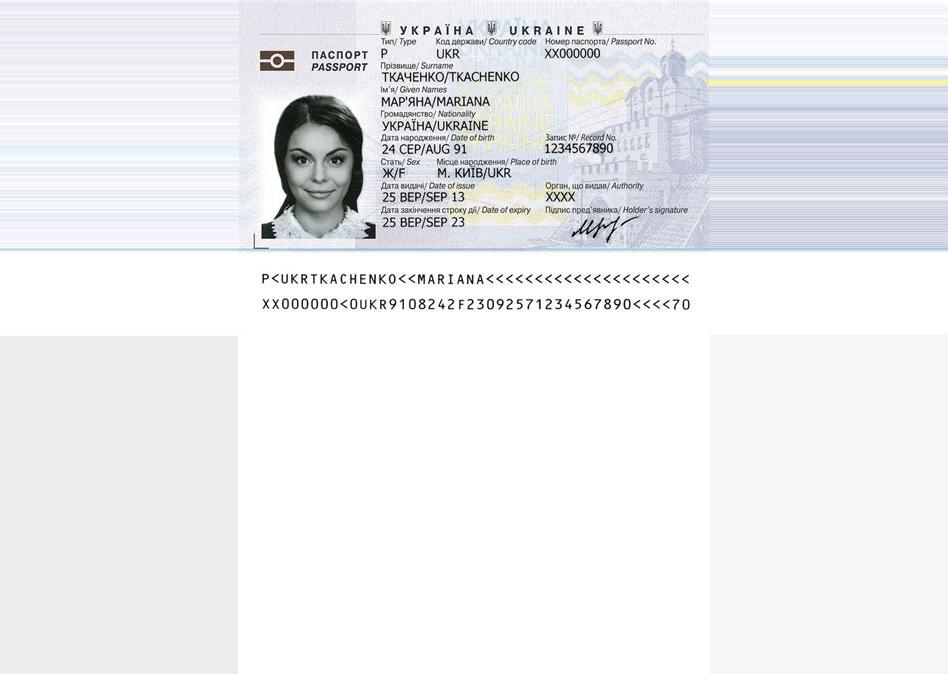 УКРАЇНА UKRAINE
Тип/ Type Код держави/ Country code Номер паспорта/ Passport No.
ПАСПОРТ P UKR XX000000
PASSPORT Прізвище/ Surname
ТКАЧЕНКО/TKACHENKO
Ім'я/ Given Names
МАР'ЯНА/MARIANA
Громадянство/ Nationality
УКРАЇНА/UKRAINE
Дата народження/ Date of birth Запис №/ Record No.
24 СЕР/AUG 91 1234567890
Стать/ Sex Місце народження/ Place of birth
Ж/F М. КИЇВ/UKR
Дата видачі/ Date of issue Орган, що видав/ Authority
25 ВЕР/SEP 13 XXXX
Дата закінчення строку дії/ Date of expiry Підпис пред'явника/ Holder's signature
25 ВЕР/SEP 23
P<UKRTKACHENKO<<MARIANA<<<<<<<<<<<<<<<<<<<<<
XX000000<0UKR9108242F23092571234567890<<<<70